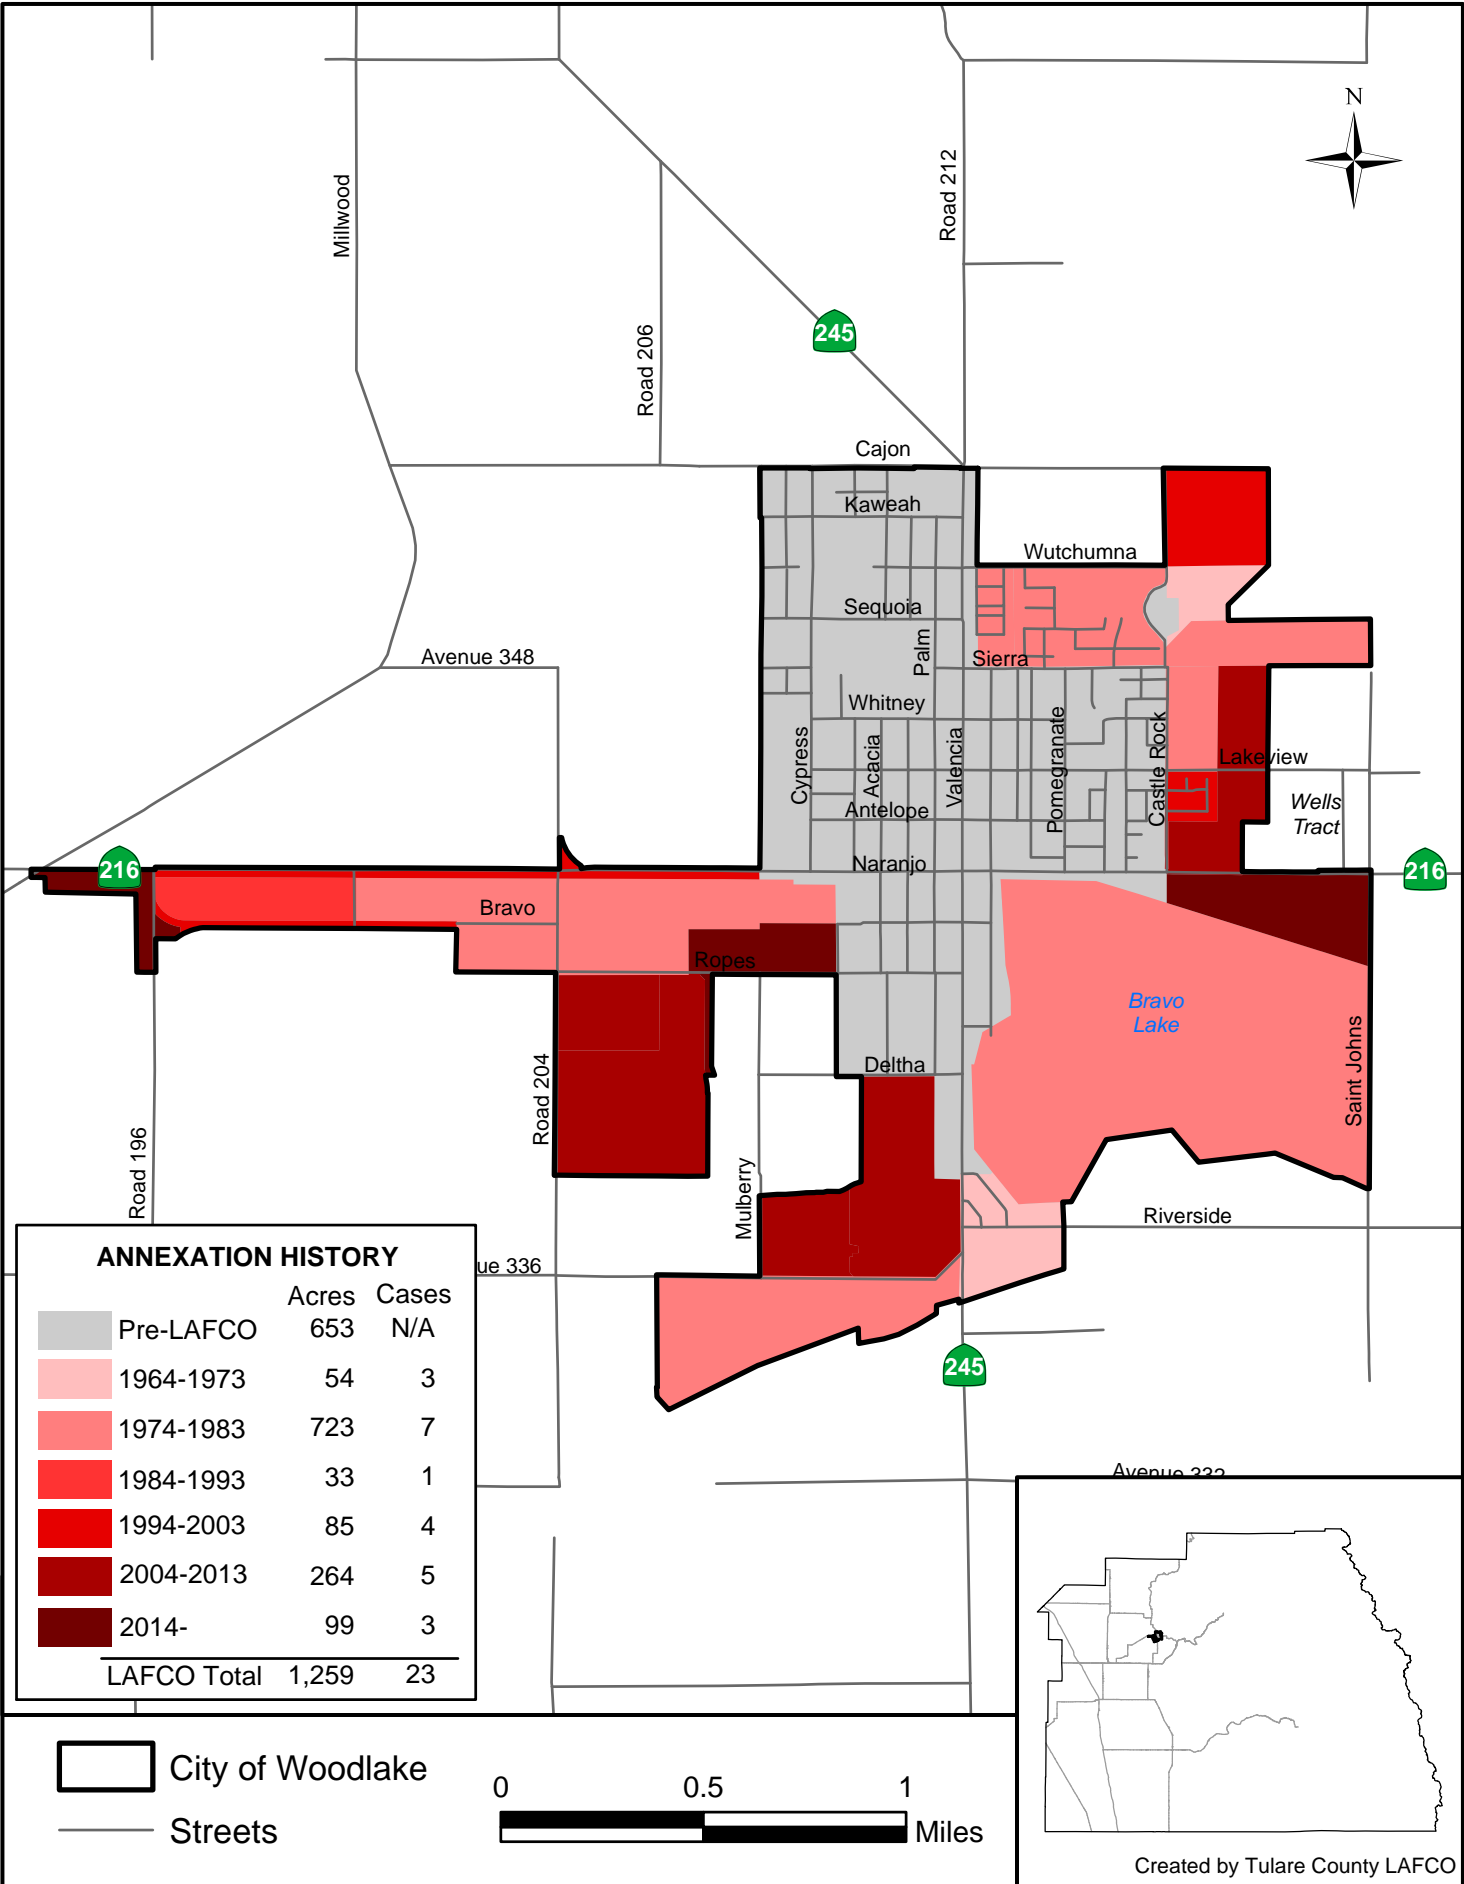 N
Millwood
Road 212
Road 206
245
Cajon
Kaweah
Wutchumna
Sequoia
Palm
Sierra
Avenue 348
Whitney
Cypress
Acacia
Valencia
Pomegranate
Castle Rock
Lakeview
Antelope
Wells
Tract
Naranjo
216
216
Bravo
Ropes
Bravo
Lake
Deltha
Saint Johns
Road 204
Road 196
Mulberry
Riverside
ue 336
245
Avenue 332
ANNEXATION HISTORY
Acres Cases
Pre-LAFCO 653 N/A
1964-1973 54 3
1974-1983 723 7
1984-1993 33 1
1994-2003 85 4
2004-2013 264 5
2014- 99 3
LAFCO Total 1,259 23
City of Woodlake
Streets
0 0.5 1
Miles
Created by Tulare County LAFCO